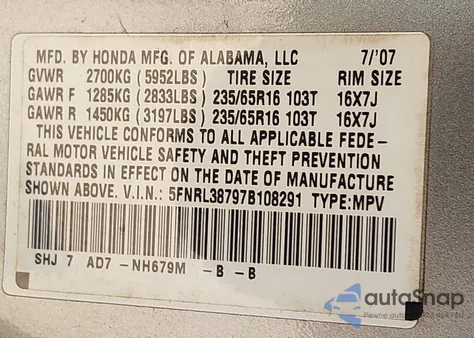 MFD. BY HONDA MFG. OF ALABAMA, LLC 7/'07
GVWR 2700KG (5952LBS) TIRE SIZE RIM SIZE
GAWR F 1285KG (2833LBS) 235/65R16 103T 16X7J
GAWR R 1450KG (3197LBS) 235/65R16 103T 16X7J
THIS VEHICLE CONFORMS TO ALL APPLICABLE FEDE-
RAL MOTOR VEHICLE SAFETY AND THEFT PREVENTION
STANDARDS IN EFFECT ON THE DATE OF MANUFACTURE
SHOWN ABOVE. V.I.N.: 5FNRL38797B108291 TYPE:MPV
SHJ 7 AD7 -NH679M -B -B
autoSnap
Pewne auto